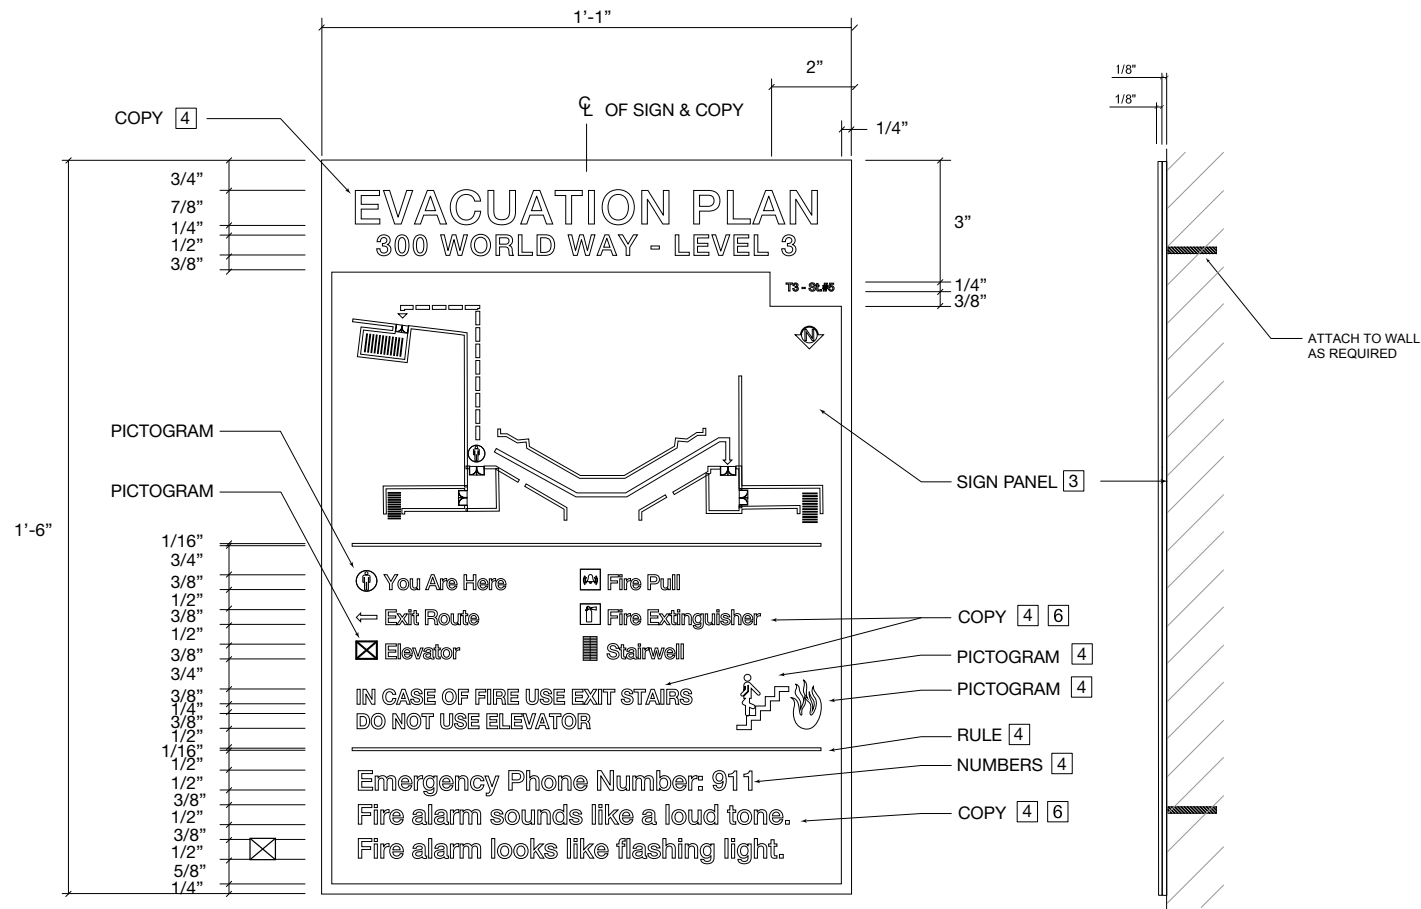 1’-1”
2”
1/8"
1/8"
COPY 4
CL OF SIGN & COPY
1/4”
3/4”
7/8”
1/4”
1/2”
3/8”
EVACUATION PLAN
300 WORLD WAY - LEVEL 3
3”
T3 - St.#5
1/4”
3/8”
N
ATTACH TO WALL
AS REQUIRED
PICTOGRAM
PICTOGRAM
SIGN PANEL 3
1’-6”
1/16”
3/4”
3/8”
1/2”
3/8”
1/2”
3/8”
3/4”
3/8”
1/4”
3/8”
1/2”
1/16”
1/2”
1/2”
3/8”
1/2”
3/8”
1/2”
5/8”
1/4”
You Are Here
Fire Pull
Exit Route
Fire Extinguisher
Elevator
Stairwell
IN CASE OF FIRE USE EXIT STAIRS
DO NOT USE ELEVATOR
Emergency Phone Number: 911
Fire alarm sounds like a loud tone.
Fire alarm looks like flashing light.
COPY 4 6
PICTOGRAM 4
PICTOGRAM 4
RULE 4
NUMBERS 4
COPY 4 6